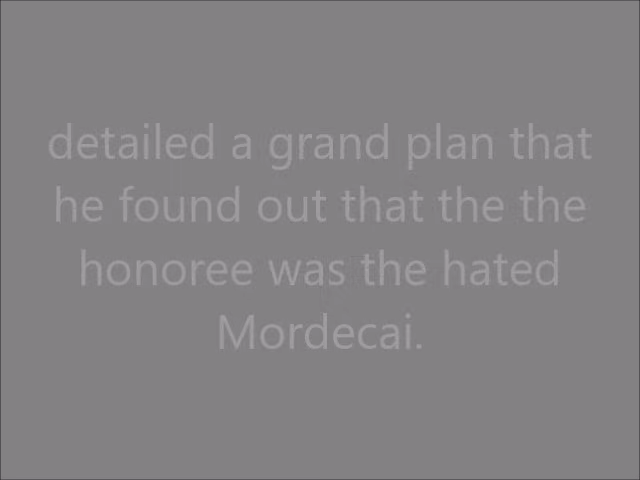 detailed a grand plan that
he found out that the the
honoree was the hated
Mordecai.